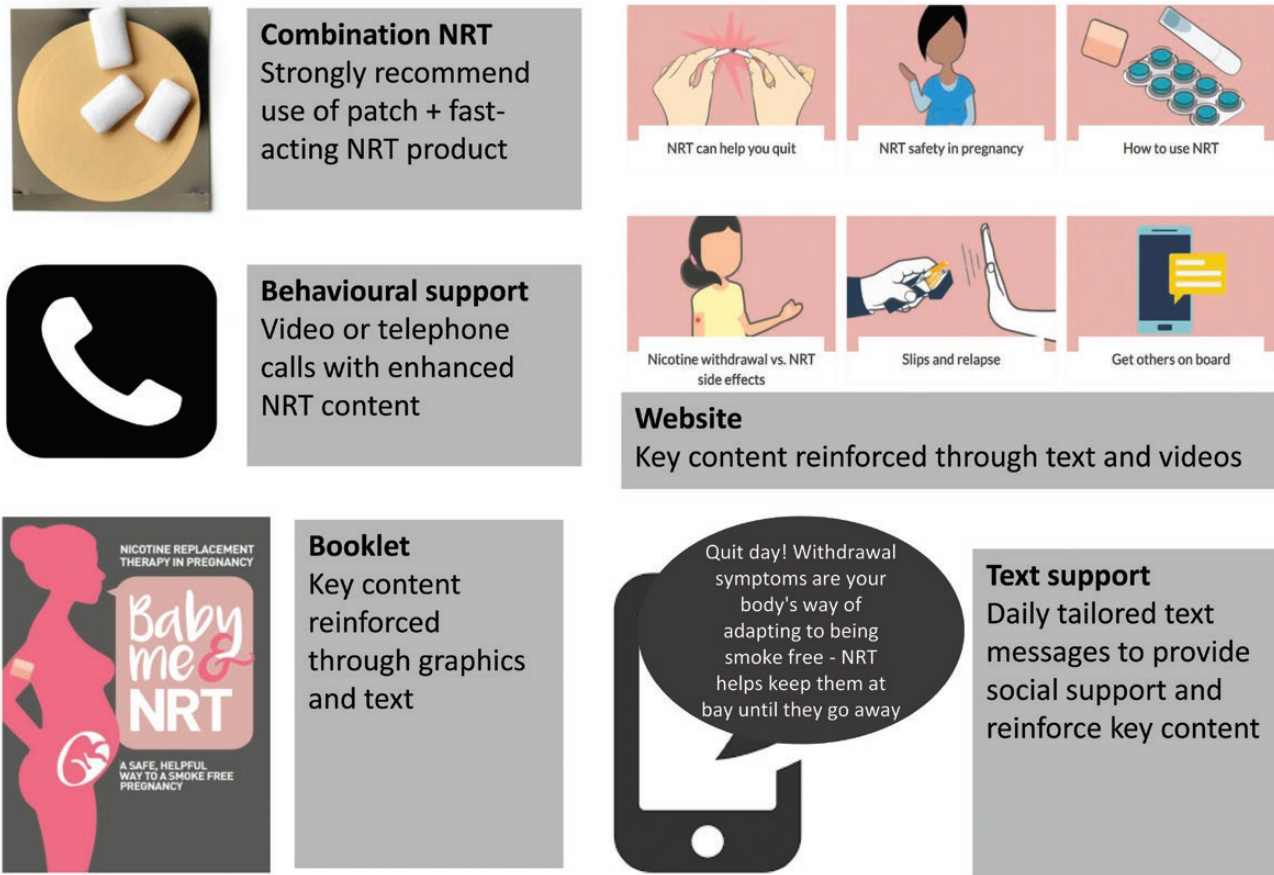 Combination NRT
Strongly recommend
use of patch + fast-
acting NRT product
NRT can help you quit
NRT safety in pregnancy
How to use NRT
Behavioural support
Video or telephone
calls with enhanced
NRT content
Nicotine withdrawal vs. NRT
side effects
Slips and relapse
Get others on board
Website
Key content reinforced through text and videos
NICOTINE REPLACEMENT
THERAPY IN PREGNANCY
Baby
me &
NRT
A SAFE, HELPFUL
WAY TO A SMOKE FREE
PREGNANCY
Booklet
Key content
reinforced
through graphics
and text
Quit day! Withdrawal
symptoms are your
body's way of
adapting to being
smoke free - NRT
helps keep them at
bay until they go away
Text support
Daily tailored text
messages to provide
social support and
reinforce key content